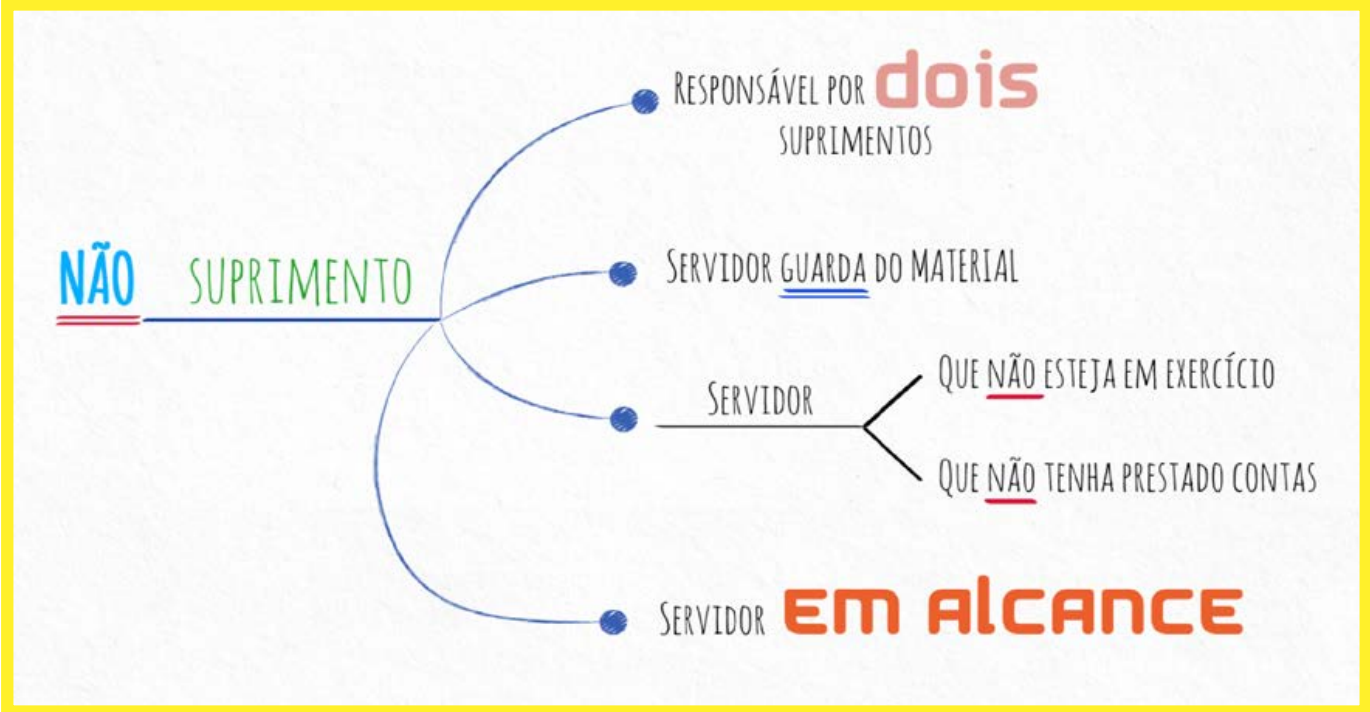 RESPONSÁVEL POR dois
SUPRIMENTOS
NÃO SUPRIMENTO
SERVIDOR GUARDA DO MATERIAL
SERVIDOR
QUE NÃO ESTEJA EM EXERCÍCIO
QUE NÃO TENHA PRESTADO CONTAS
SERVIDOR EM AlCANCE